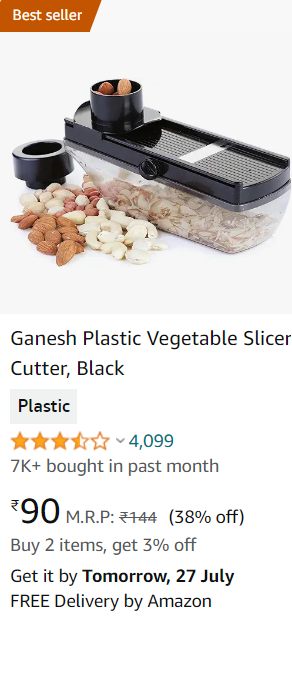 Best seller
Ganesh Plastic Vegetable Slicer
Cutter, Black
Plastic
4,099
7K+ bought in past month
₹90 M.R.P: ₹144 (38% off)
Buy 2 items, get 3% off
Get it by Tomorrow, 27 July
FREE Delivery by Amazon